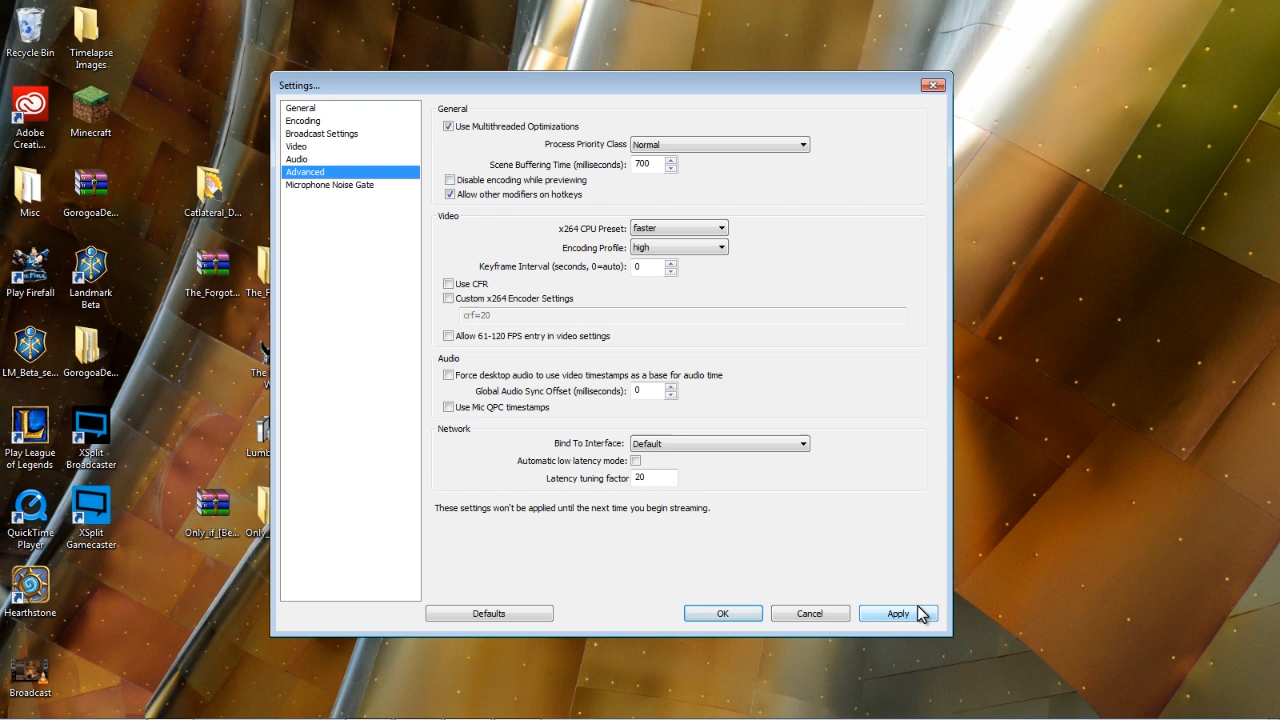 Recycle Bin
Timelapse
Images
Adobe
Creati...
Minecraft
Misc
GorogoaDe...
Catlateral_D...
Play Firefall
Landmark
Beta
The_Forgot...
The_F
LM_Beta_se...
GorogoaDe...
The
W
Play League
of Legends
XSplit
Broadcaster
Lumb
QuickTime
Player
XSplit
Gamecaster
Only_if_[Be...
Only_
Hearthstone
Broadcast
Settings...
General
Encoding
Broadcast Settings
Video
Audio
Advanced
Microphone Noise Gate
General
Use Multithreaded Optimizations
Process Priority Class Normal
Scene Buffering Time (milliseconds): 700
Disable encoding while previewing
Allow other modifiers on hotkeys
Video
x264 CPU Preset: faster
Encoding Profile: high
Keyframe Interval (seconds, 0=auto): 0
Use CFR
Custom x264 Encoder Settings
crf=20
Allow 61-120 FPS entry in video settings
Audio
Force desktop audio to use video timestamps as a base for audio time
Global Audio Sync Offset (milliseconds): 0
Use Mic QPC timestamps
Network
Bind To Interface: Default
Automatic low latency mode:
Latency tuning factor 20
These settings won't be applied until the next time you begin streaming.
Defaults
OK
Cancel
Apply